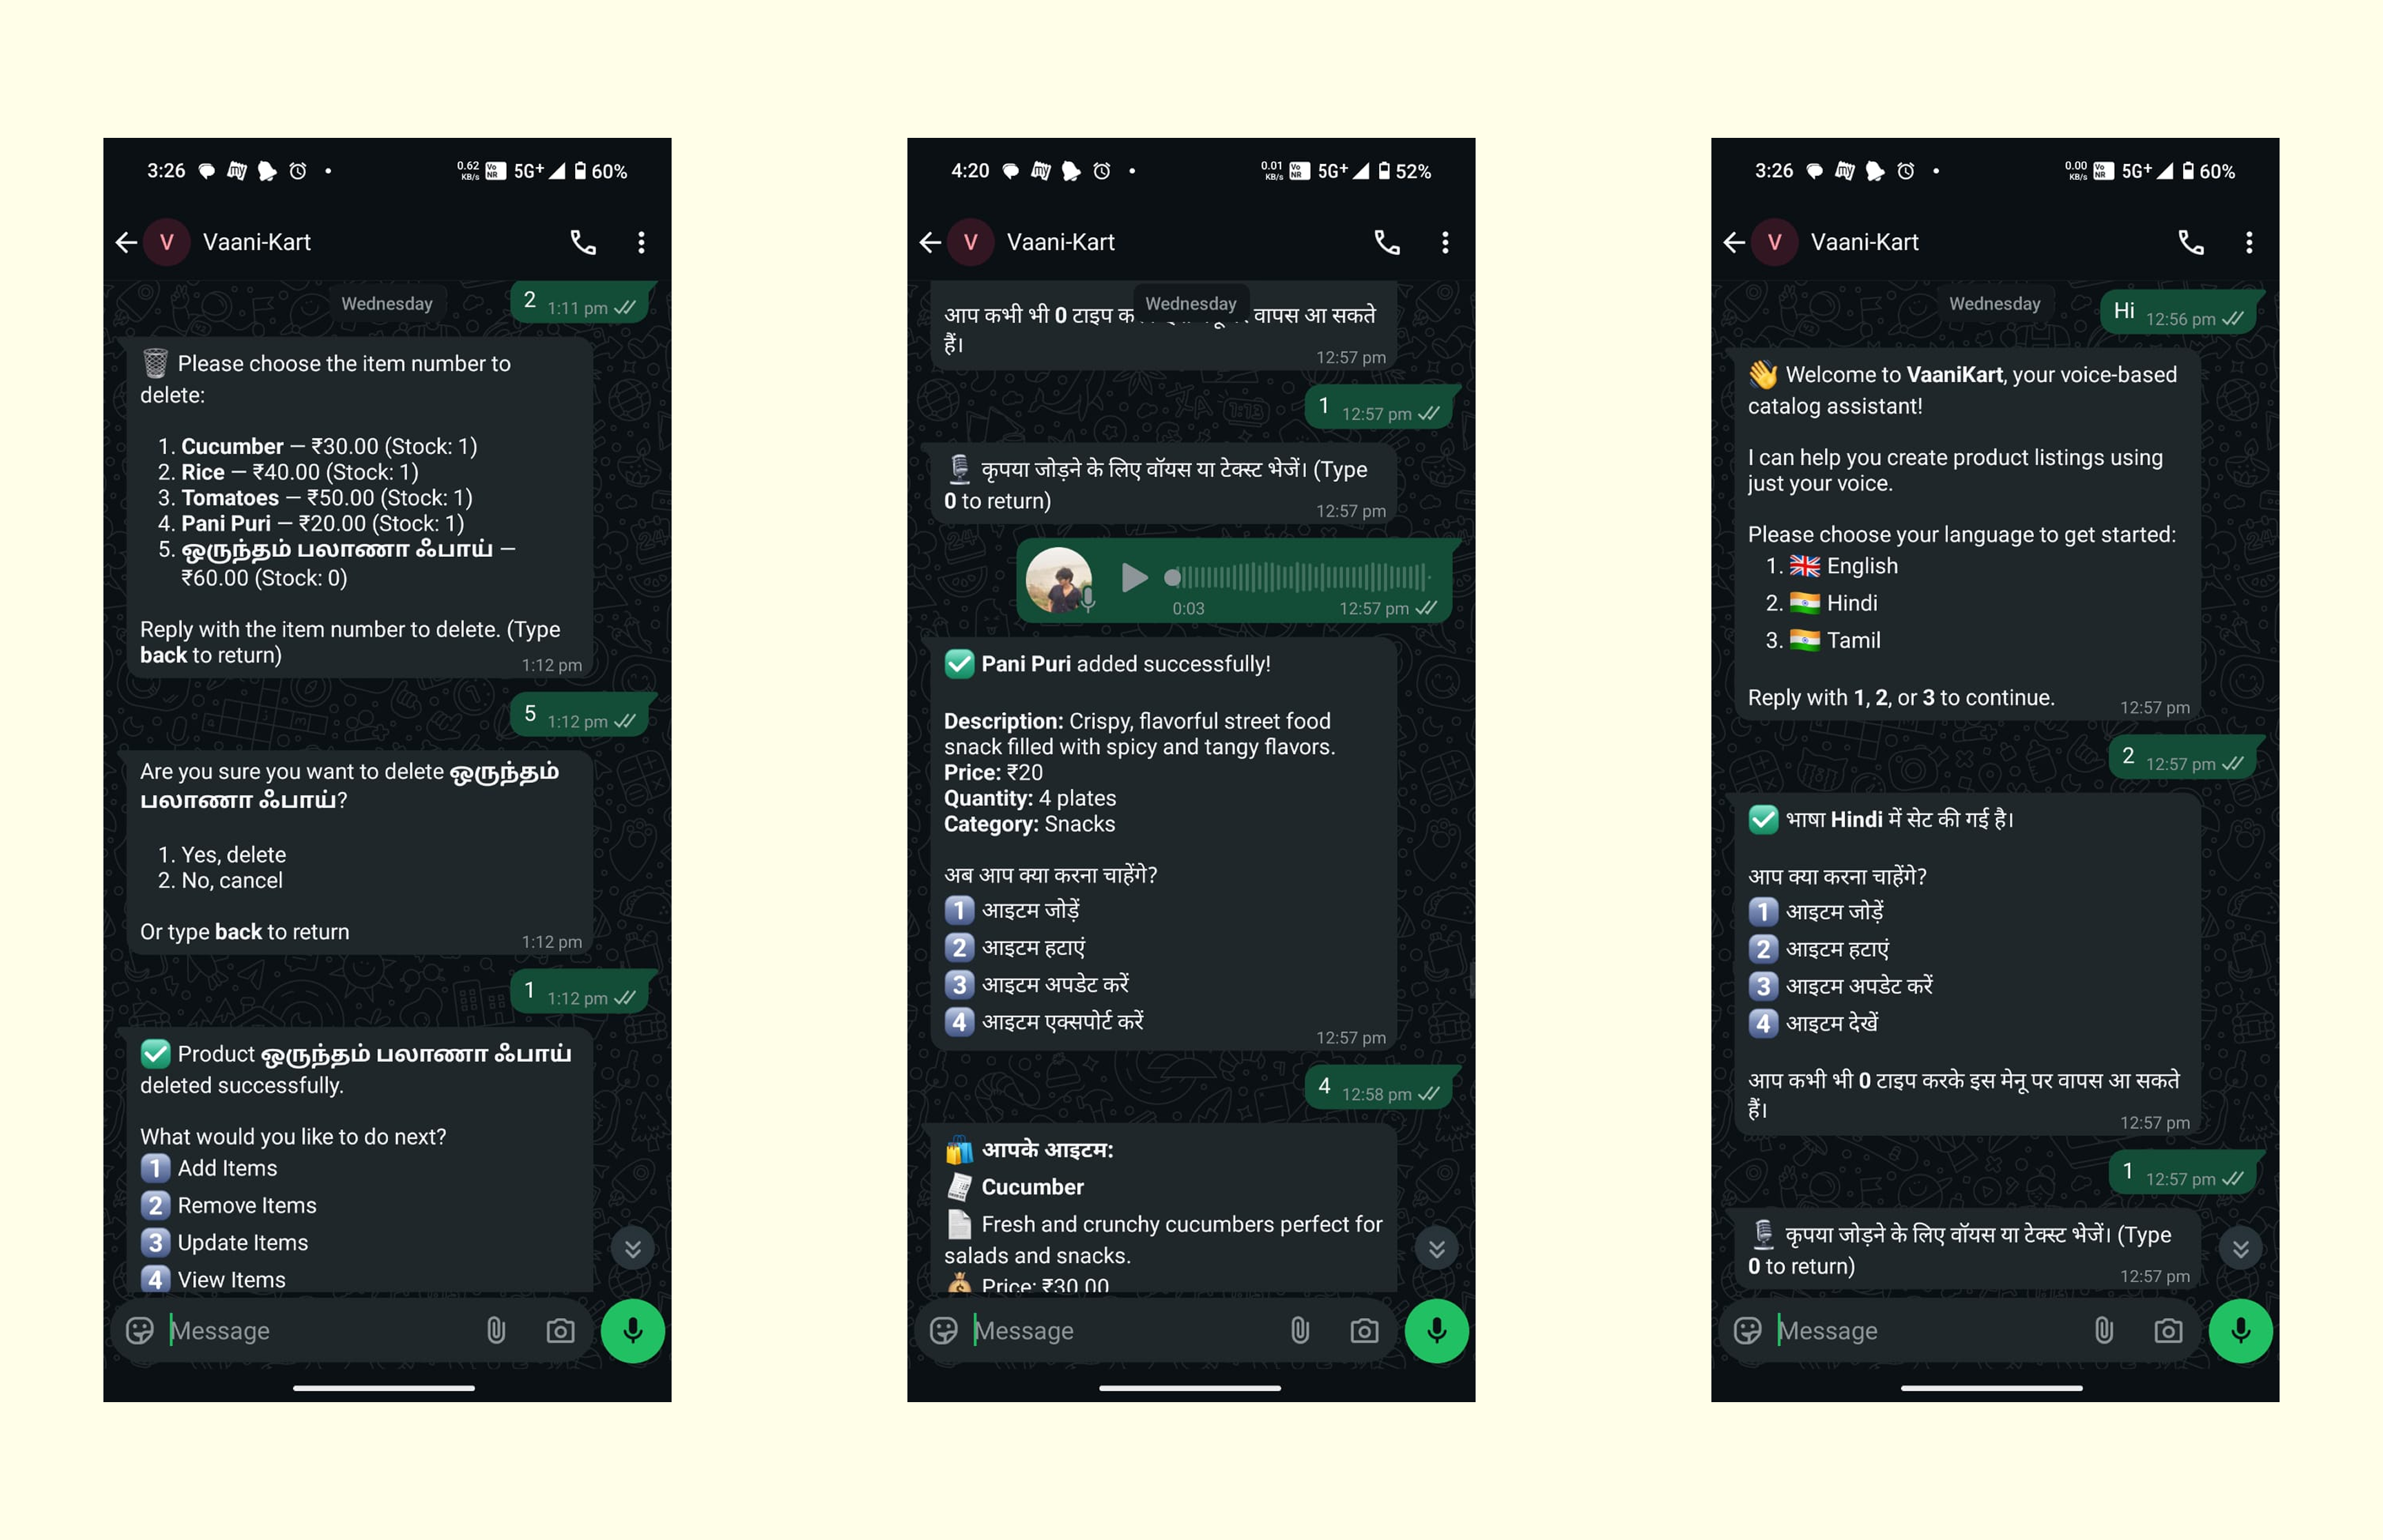 3:26
0.62 KB/s
Vo NR
5G+
60%
V
Vaani-Kart
Wednesday
2 1:11 pm
🗑️ Please choose the item number to
delete:
1. Cucumber — ₹30.00 (Stock: 1)
2. Rice — ₹40.00 (Stock: 1)
3. Tomatoes — ₹50.00 (Stock: 1)
4. Pani Puri — ₹20.00 (Stock: 1)
5. ஒருந்தம் பலாணா ஃபாய் —
₹60.00 (Stock: 0)
Reply with the item number to delete. (Type
back to return)
1:12 pm
5 1:12 pm
Are you sure you want to delete ஒருந்தம்
பலாணா ஃபாய்?
1. Yes, delete
2. No, cancel
Or type back to return
1:12 pm
1 1:12 pm
✅ Product ஒருந்தம் பலாணா ஃபாய்
deleted successfully.
What would you like to do next?
1 Add Items
2 Remove Items
3 Update Items
4 View Items
Message
4:20
0.01 KB/s
Vo NR
5G+
52%
V
Vaani-Kart
Wednesday
आप कभी भी 0 टाइप वापस आ सकते
हैं।
12:57 pm
1 12:57 pm
🎙️ कृपया जोड़ने के लिए वॉयस या टेक्स्ट भेजें। (Type
0 to return)
12:57 pm
0:03
12:57 pm
✅ Pani Puri added successfully!
Description: Crispy, flavorful street food
snack filled with spicy and tangy flavors.
Price: ₹20
Quantity: 4 plates
Category: Snacks
अब आप क्या करना चाहेंगे?
1 आइटम जोड़ें
2 आइटम हटाएं
3 आइटम अपडेट करें
4 आइटम एक्सपोर्ट करें
12:57 pm
4 12:58 pm
🛍️ आपके आइटम:
🧾 Cucumber
📄 Fresh and crunchy cucumbers perfect for
salads and snacks.
💰 Price: ₹30.00
Message
3:26
0.00 KB/s
Vo NR
5G+
60%
V
Vaani-Kart
Wednesday
Hi 12:56 pm
👋 Welcome to VaaniKart, your voice-based
catalog assistant!
I can help you create product listings using
just your voice.
Please choose your language to get started:
1. 🇬🇧 English
2. 🇮🇳 Hindi
3. 🇮🇳 Tamil
Reply with 1, 2, or 3 to continue.
12:57 pm
2 12:57 pm
✅ भाषा Hindi में सेट की गई है।
आप क्या करना चाहेंगे?
1 आइटम जोड़ें
2 आइटम हटाएं
3 आइटम अपडेट करें
4 आइटम देखें
आप कभी भी 0 टाइप करके इस मेनू पर वापस आ सकते
हैं।
12:57 pm
1 12:57 pm
🎙️ कृपया जोड़ने के लिए वॉयस या टेक्स्ट भेजें। (Type
0 to return)
12:57 pm
Message